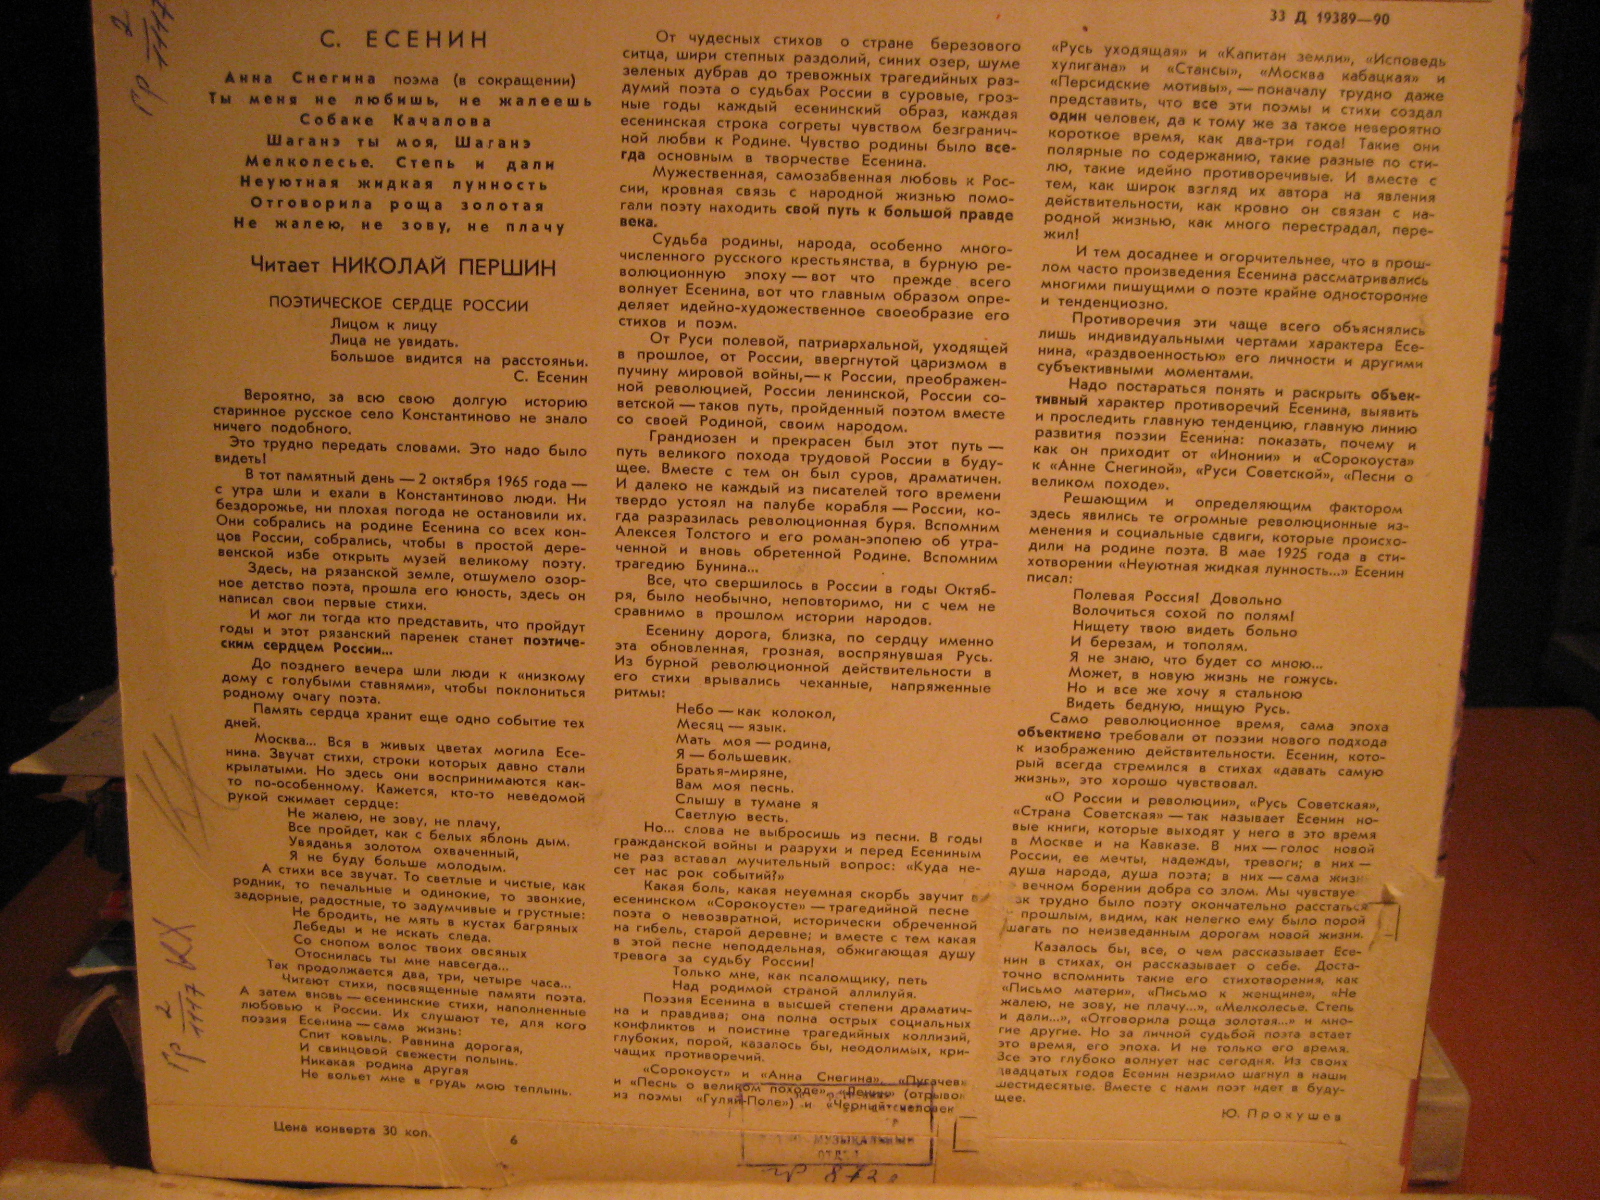 33 Д 19389—90
С. ЕСЕНИН
Анна Снегина поэма (в сокращении)
Ты меня не любишь, не жалеешь
Собаке Качалова
Шаганэ ты моя, Шаганэ
Мелколесье. Степь и дали
Неуютная жидкая лунность
Отговорила роща золотая
Не жалею, не зову, не плачу
Читает НИКОЛАЙ ПЕРШИН
ПОЭТИЧЕСКОЕ СЕРДЦЕ РОССИИ
Лицом к лицу
Лица не увидать.
Большое видится на расстояньи.
С. Есенин
Вероятно, за всю свою долгую историю
старинное русское село Константиново не знало
ничего подобного.
Это трудно передать словами. Это надо было
видеть!
В тот памятный день — 2 октября 1965 года —
с утра шли и ехали в Константиново люди. Ни
бездорожье, ни плохая погода не остановили их.
Они собрались на родине Есенина со всех кон-
цов России, собрались, чтобы в простой дере-
венской избе открыть музей великому поэту.
Здесь, на рязанской земле, отшумело озор-
ное детство поэта, прошла его юность, здесь он
написал свои первые стихи.
И мог ли тогда кто представить, что пройдут
годы и этот рязанский паренек станет поэтиче-
ским сердцем России...
До позднего вечера шли люди к «низкому
дому с голубыми ставнями», чтобы поклониться
родному очагу поэта.
Память сердца хранит еще одно событие тех
дней.
Москва... Вся в живых цветах могила Есе-
нина. Звучат стихи, строки которых давно стали
крылатыми. Но здесь они воспринимаются как-
то по-особенному. Кажется, кто-то неведомой
рукой сжимает сердце:
Не жалею, не зову, не плачу,
Все пройдет, как с белых яблонь дым.
Увяданья золотом охваченный,
Я не буду больше молодым.
А стихи все звучат. То светлые и чистые, как
родник, то печальные и одинокие, то звонкие,
задорные, радостные, то задумчивые и грустные:
Не бродить, не мять в кустах багряных
Лебеды и не искать следа.
Со снопом волос твоих овсяных
Отоснилась ты мне навсегда...
Так продолжается два, три, четыре часа...
Читают стихи, посвященные памяти поэта.
А затем вновь — есенинские стихи, наполненные
любовью к России. Их слушают те, для кого
поэзия Есенина — сама жизнь:
Спит ковыль. Равнина дорогая,
И свинцовой свежести полынь.
Никакая родина другая
Не вольет мне в грудь мою теплынь.
Цена конверта 30 коп.
6
От чудесных стихов о стране березового
ситца, шири степных раздолий, синих озер, шуме
зеленых дубрав до тревожных трагедийных раз-
думий поэта о судьбах России в суровые, гроз-
ные годы каждый есенинский образ, каждая
есенинская строка согреты чувством безгранич-
ной любви к Родине. Чувство родины было все-
гда основным в творчестве Есенина.
Мужественная, самозабвенная любовь к Рос-
сии, кровная связь с народной жизнью помо-
гали поэту находить свой путь к большой правде
века.
Судьба родины, народа, особенно много-
численного русского крестьянства, в бурную ре-
волюционную эпоху — вот что прежде всего
волнует Есенина, вот что главным образом опре-
деляет идейно-художественное своеобразие его
стихов и поэм.
От Руси полевой, патриархальной, уходящей
в прошлое, от России, ввергнутой царизмом в
пучину мировой войны,— к России, преображен-
ной революцией, России ленинской, России со-
ветской — таков путь, пройденный поэтом вместе
со своей Родиной, своим народом.
Грандиозен и прекрасен был этот путь —
путь великого похода трудовой России в буду-
щее. Вместе с тем он был суров, драматичен.
И далеко не каждый из писателей того времени
твердо устоял на палубе корабля — России, ко-
гда разразилась революционная буря. Вспомним
Алексея Толстого и его роман-эпопею об утра-
ченной и вновь обретенной Родине. Вспомним
трагедию Бунина...
Все, что свершилось в России в годы Октяб-
ря, было необычно, неповторимо, ни с чем не
сравнимо в прошлом истории народов.
Есенину дорога, близка, по сердцу именно
эта обновленная, грозная, воспрянувшая Русь.
Из бурной революционной действительности в
его стихи врывались чеканные, напряженные
ритмы:
Небо — как колокол,
Месяц — язык.
Мать моя — родина,
Я — большевик.
Братья-миряне,
Вам моя песнь.
Слышу в тумане я
Светлую весть.
Но... слова не выбросишь из песни. В годы
гражданской войны и разрухи и перед Есениным
не раз вставал мучительный вопрос: «Куда не-
сет нас рок событий?»
Какая боль, какая неуемная скорбь звучит в
есенинском «Сорокоусте» — трагедийной песне
поэта о невозвратной, исторически обреченной
на гибель, старой деревне; и вместе с тем какая
в этой песне неподдельная, обжигающая душу
тревога за судьбу России!
Только мне, как псаломщику, петь
Над родимой страной аллилуйя.
Поэзия Есенина в высшей степени драматич-
на и правдива; она полна острых социальных
конфликтов и поистине трагедийных коллизий,
глубоких, порой, казалось бы, неодолимых, кри-
чащих противоречий.
«Сорокоуст» и «Анна Снегина», «Пугачев»
и «Песнь о великом походе», «Ленин» (отрывок
из поэмы «Гуляй-Поле») и «Черный человек
«Русь уходящая» и «Капитан земли», «Исповедь
хулигана» и «Стансы», «Москва кабацкая» и
«Персидские мотивы», — поначалу трудно даже
представить, что все эти поэмы и стихи создал
один человек, да к тому же за такое невероятно
короткое время, как два-три года! Такие они
полярные по содержанию, такие разные по сти-
лю, такие идейно противоречивые. И вместе с
тем, как широк взгляд их автора на явления
действительности, как кровно он связан с на-
родной жизнью, как много перестрадал, пере-
жил!
И тем досаднее и огорчительнее, что в прош-
лом часто произведения Есенина рассматривались
многими пишущими о поэте крайне односторонне
и тенденциозно.
Противоречия эти чаще всего объяснялись
лишь индивидуальными чертами характера Есе-
нина, «раздвоенностью» его личности и другими
субъективными моментами.
Надо постараться понять и раскрыть объек-
тивный характер противоречий Есенина, выявить
и проследить главную тенденцию, главную линию
развития поэзии Есенина: показать, почему и
как он приходит от «Инонии» и «Сорокоуста»
к «Анне Снегиной», «Руси Советской», «Песни о
великом походе».
Решающим и определяющим фактором
здесь явились те огромные революционные из-
менения и социальные сдвиги, которые происхо-
дили на родине поэта. В мае 1925 года в сти-
хотворении «Неуютная жидкая лунность...» Есенин
писал:
Полевая Россия! Довольно
Волочиться сохой по полям!
Нищету твою видеть больно
И березам, и тополям.
Я не знаю, что будет со мною...
Может, в новую жизнь не гожусь.
Но и все же хочу я стальною
Видеть бедную, нищую Русь.
Само революционное время, сама эпоха
объективно требовали от поэзии нового подхода
к изображению действительности. Есенин, кото-
рый всегда стремился в стихах «давать самую
жизнь», это хорошо чувствовал.
«О России и революции», «Русь Советская»,
«Страна Советская» — так называет Есенин но-
вые книги, которые выходят у него в это время
в Москве и на Кавказе. В них — голос новой
России, ее мечты, надежды, тревоги; в них —
душа народа, душа поэта; в них — сама жизн
вечном борении добра со злом. Мы чувствуе
ак трудно было поэту окончательно расстаться
прошлым, видим, как нелегко ему было порой
шагать по неизведанным дорогам новой жизни.
Казалось бы, все, о чем рассказывает Есе-
нин в стихах, он рассказывает о себе. Доста-
точно вспомнить такие его стихотворения, как
«Письмо матери», «Письмо к женщине», «Не
жалею, не зову, не плачу...», «Мелколесье. Степь
и дали...», «Отговорила роща золотая...» и мно-
гие другие. Но за личной судьбой поэта встает
это время, его эпоха. И не только его время.
Все это глубоко волнует нас сегодня. Из своих
двадцатых годов Есенин незримо шагнул в наши
шестидесятые. Вместе с нами поэт идет в буду-
щее.
Ю. Прокушев
Гр 2/1117
КХ
Гр 2/1117 КХ
МУЗЫКАЛЬНЫЙ